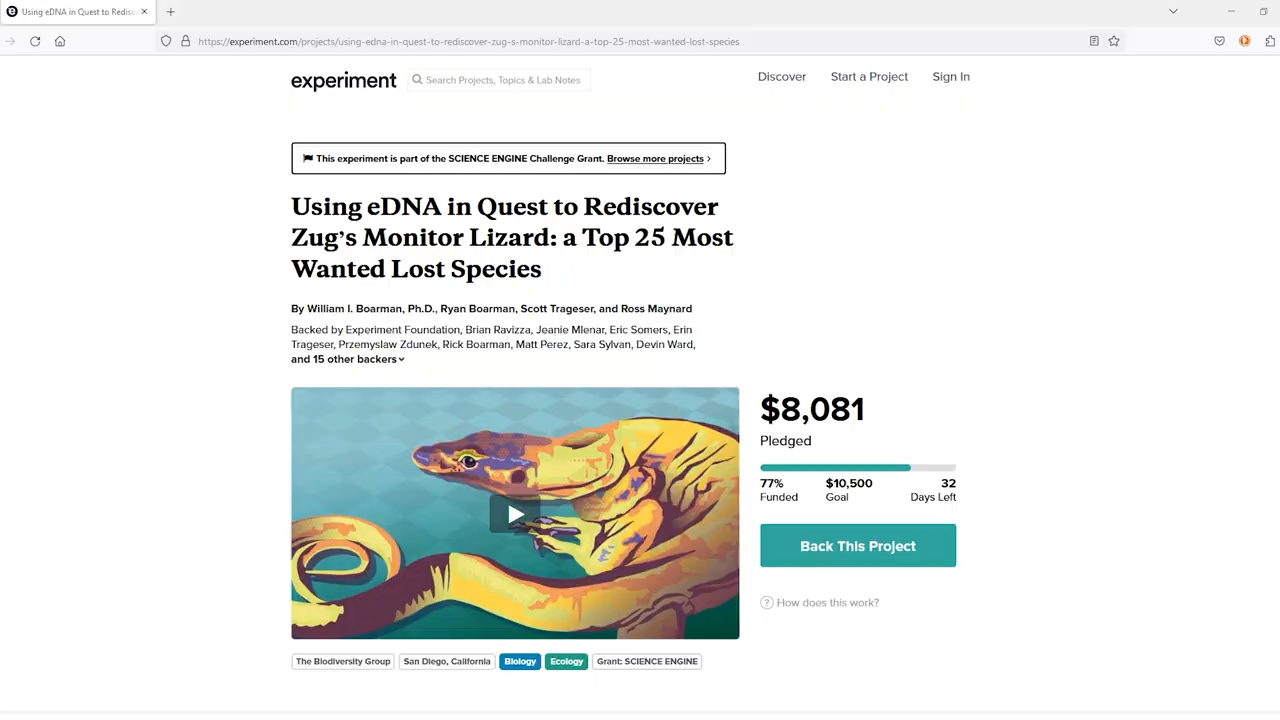 Using eDNA in Quest to Redisc
https://experiment.com/projects/using-edna-in-quest-to-rediscover-zug-s-monitor-lizard-a-top-25-most-wanted-lost-species
experiment
Search Projects, Topics & Lab Notes
Discover
Start a Project
Sign In
This experiment is part of the SCIENCE ENGINE Challenge Grant. Browse more projects ›
Using eDNA in Quest to Rediscover
Zug’s Monitor Lizard: a Top 25 Most
Wanted Lost Species
By William I. Boarman, Ph.D., Ryan Boarman, Scott Trageser, and Ross Maynard
Backed by Experiment Foundation, Brian Ravizza, Jeanie Mlenar, Eric Somers, Erin
Trageser, Przemyslaw Zdunek, Rick Boarman, Matt Perez, Sara Sylvan, Devin Ward,
and 15 other backers
$8,081
Pledged
77% $10,500 32
Funded Goal Days Left
Back This Project
? How does this work?
The Biodiversity Group
San Diego, California
Biology
Ecology
Grant: SCIENCE ENGINE